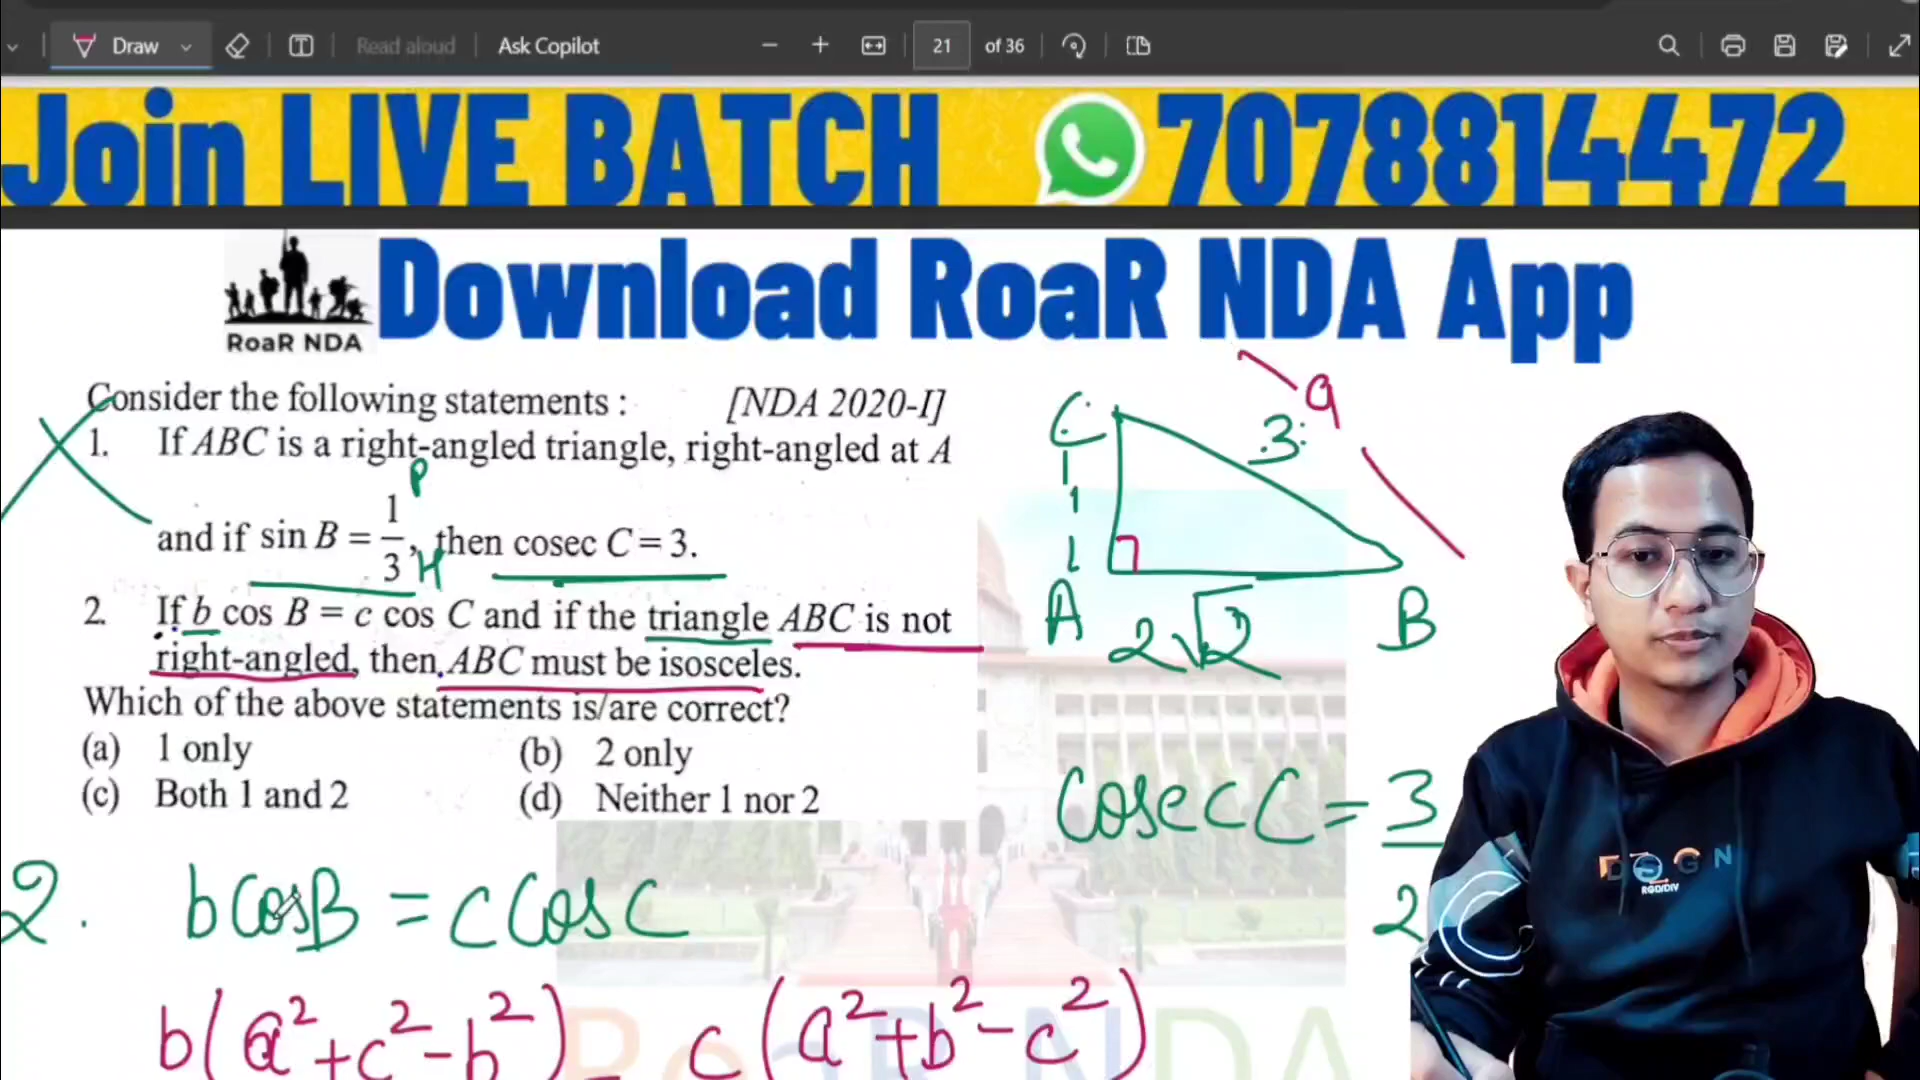 Draw
Read aloud
Ask Copilot
21 of 36
Join LIVE BATCH 7078814472
RoaR NDA
Download RoaR NDA App
Consider the following statements : [NDA 2020-I]
1. If ABC is a right-angled triangle, right-angled at A
P
and if sin B = 1/3, then cosec C = 3.
H
2. If b cos B = c cos C and if the triangle ABC is not
right-angled, then ABC must be isosceles.
Which of the above statements is/are correct?
(a) 1 only (b) 2 only
(c) Both 1 and 2 (d) Neither 1 nor 2
a
C 3
1
A 2√2 B
Cosec C = 3/2
2. b Cos B = c Cos C
b(a²+c²-b²) c(a²+b²-c²)
RGD/DIV